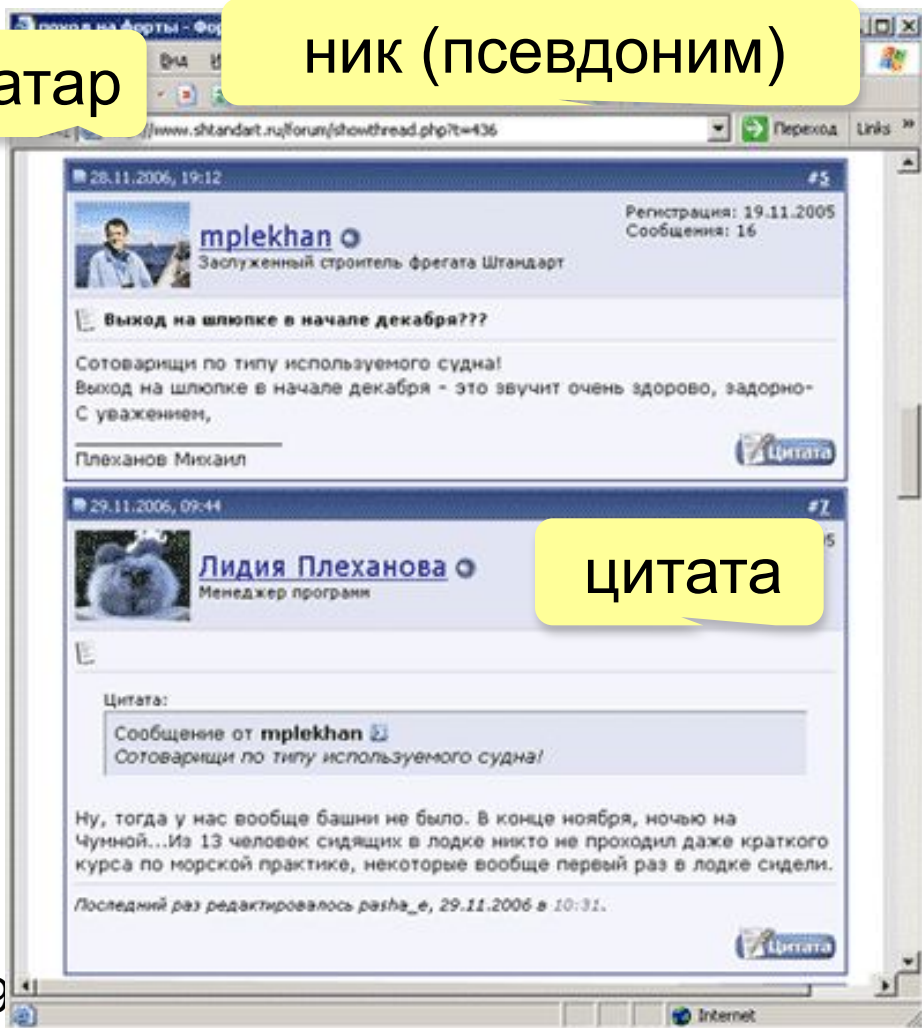 ник (псевдоним)
атар
поход на форты - Фор
Вид
//www.shtandart.ru/forum/showthread.php?t=436
Переход
Links »
28.11.2006, 19:12
#5
mplekhan
Заслуженный строитель фрегата Штандарт
Регистрация: 19.11.2005
Сообщения: 16
Выход на шлюпке в начале декабря???
Сотоварищи по типу используемого судна!
Выход на шлюпке в начале декабря - это звучит очень здорово, задорно-
С уважением,
Плеханов Михаил
Цитата
29.11.2006, 09:44
#7
Лидия Плеханова
Менеджер программ
цитата
Цитата:
Сообщение от mplekhan
Сотоварищи по типу используемого судна!
Ну, тогда у нас вообще башни не было. В конце ноября, ночью на
Чумной...Из 13 человек сидящих в лодке никто не проходил даже краткого
курса по морской практике, некоторые вообще первый раз в лодке сидели.
Последний раз редактировалось pasha_e, 29.11.2006 в 10:31.
Цитата
Internet